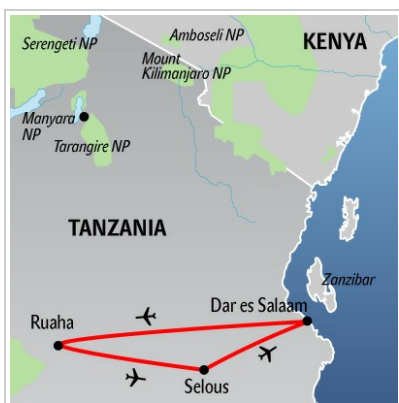 Amboseli NP
KENYA
Serengeti NP
Mount
Kilimanjaro NP
Manyara
NP
Tarangire NP
TANZANIA
Zanzibar
Dar es Salaam
Ruaha
Selous